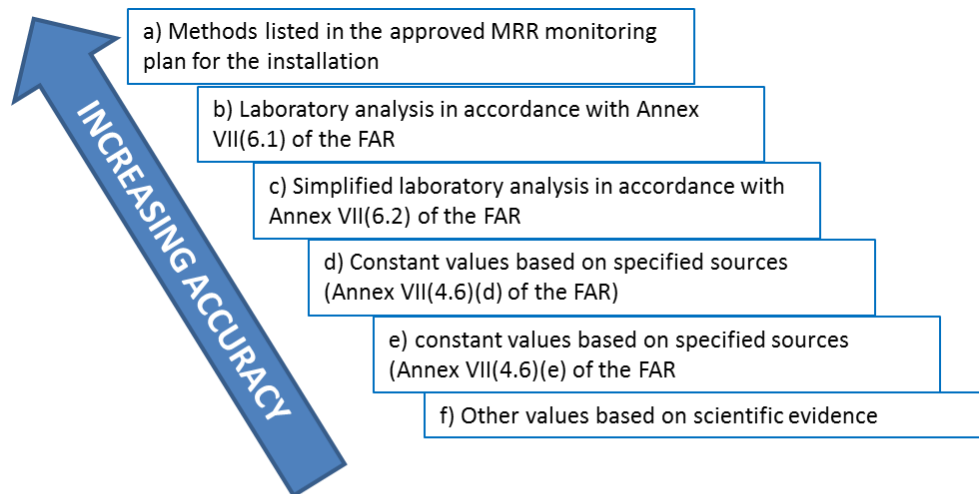 a) Methods listed in the approved MRR monitoring
plan for the installation
b) Laboratory analysis in accordance with Annex
VII(6.1) of the FAR
c) Simplified laboratory analysis in accordance with
Annex VII(6.2) of the FAR
d) Constant values based on specified sources
(Annex VII(4.6)(d) of the FAR)
e) constant values based on specified sources
(Annex VII(4.6)(e) of the FAR
f) Other values based on scientific evidence
INCREASING ACCURACY